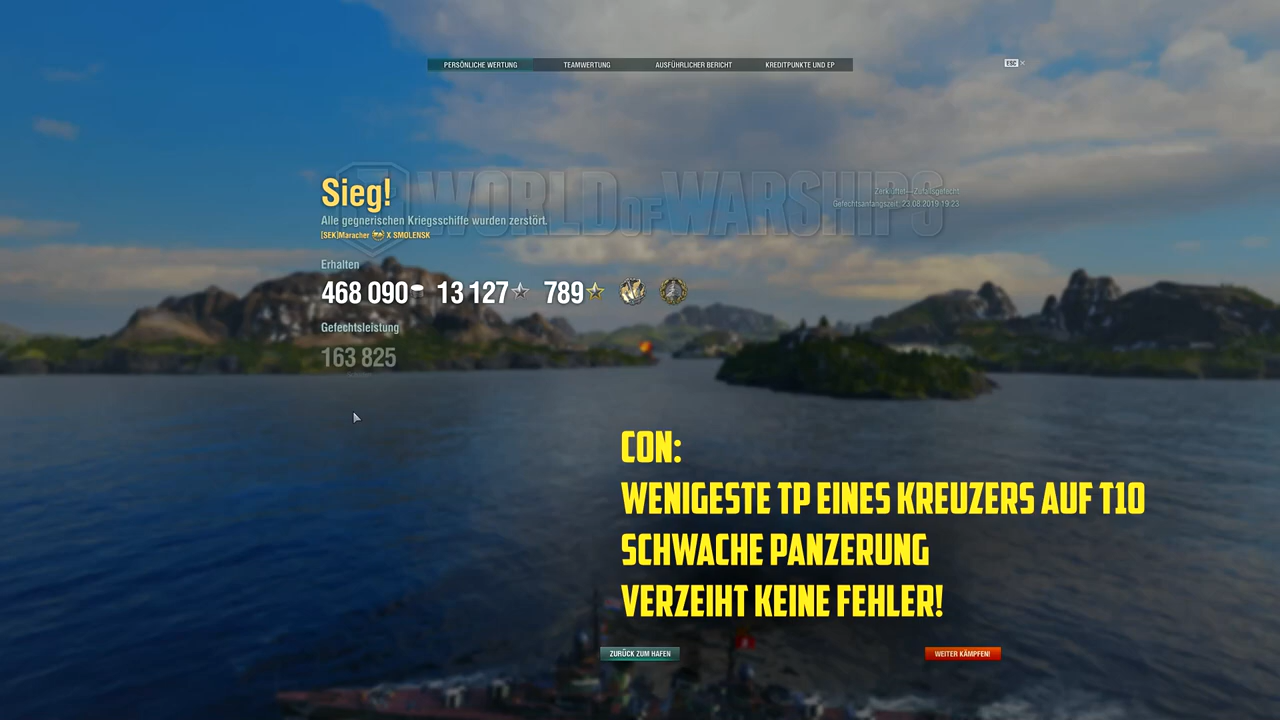 PERSÖNLICHE WERTUNG TEAMWERTUNG AUSFÜHRLICHER BERICHT KREDITPUNKTE UND EP ESC ×
WORLD OF WARSHIPS
Sieg!
Zerklüftet – Zufallsgefecht
Gefechtsanfangszeit: 23.08.2019 19:23
Alle gegnerischen Kriegsschiffe wurden zerstört.
[SEK]Maracher X SMOLENSK
Erhalten
468 090 13 127 789
Gefechtsleistung
163 825
CON:
WENIGESTE TP EINES KREUZERS AUF T10
SCHWACHE PANZERUNG
VERZEIHT KEINE FEHLER!
ZURÜCK ZUM HAFEN WEITER KÄMPFEN!